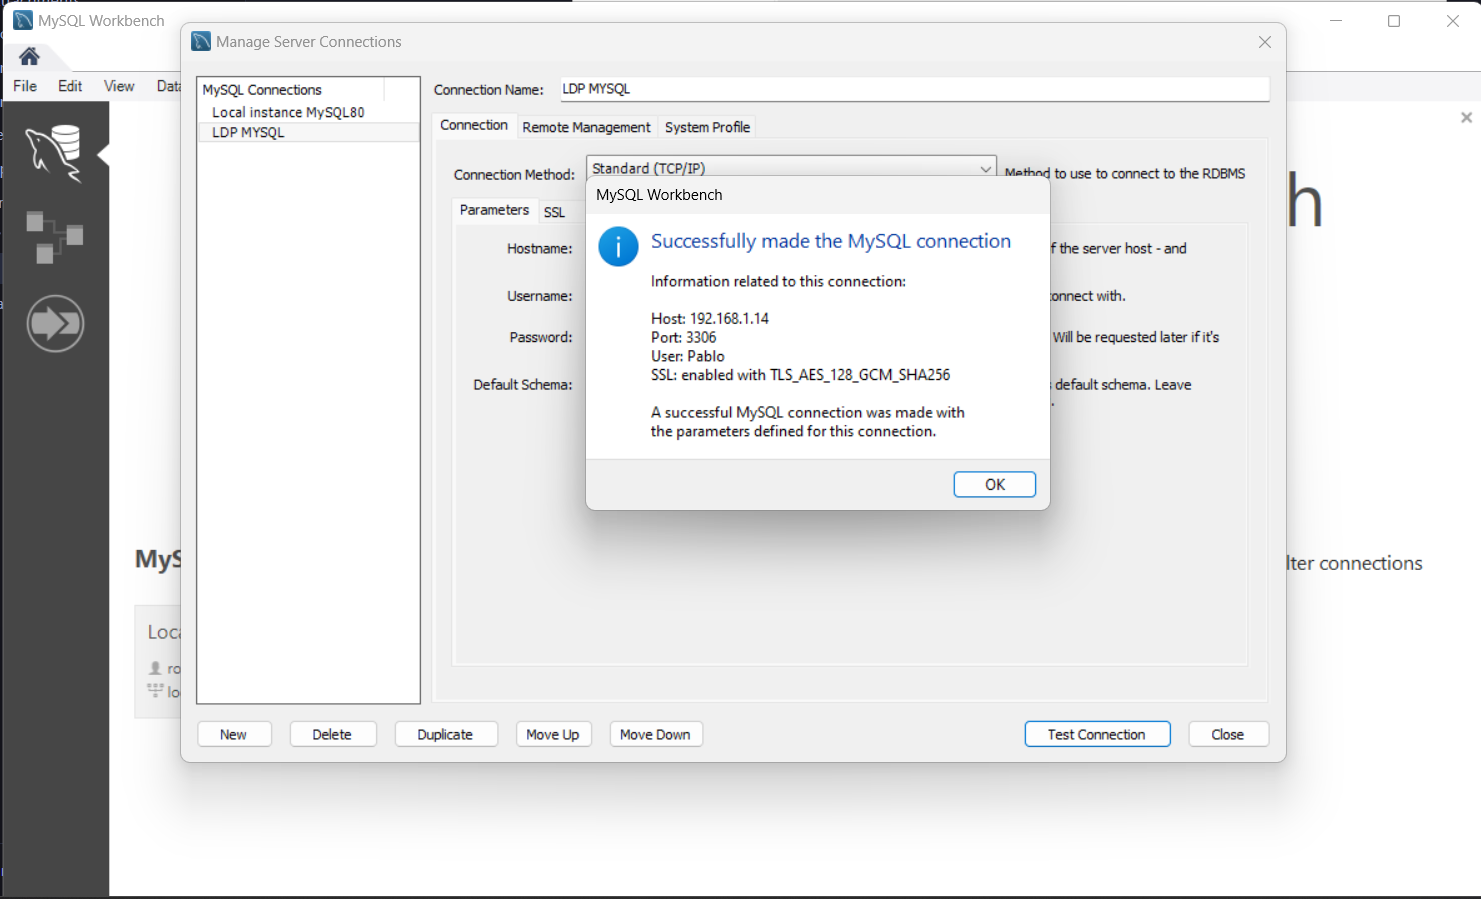 MySQL Workbench
Manage Server Connections
File Edit View Data
MySQL Connections
Local instance MySQL80
LDP MYSQL
Connection Name: LDP MYSQL
Connection Remote Management System Profile
Connection Method: Standard (TCP/IP) Method to use to connect to the RDBMS
Parameters SSL
Hostname: f the server host - and
Username: onnect with.
Password: Will be requested later if it's
Default Schema: s default schema. Leave
.
MySQL Workbench
Successfully made the MySQL connection
Information related to this connection:
Host: 192.168.1.14
Port: 3306
User: Pablo
SSL: enabled with TLS_AES_128_GCM_SHA256
A successful MySQL connection was made with
the parameters defined for this connection.
OK
h
MyS
lter connections
Loca
ro
lo
New Delete Duplicate Move Up Move Down Test Connection Close